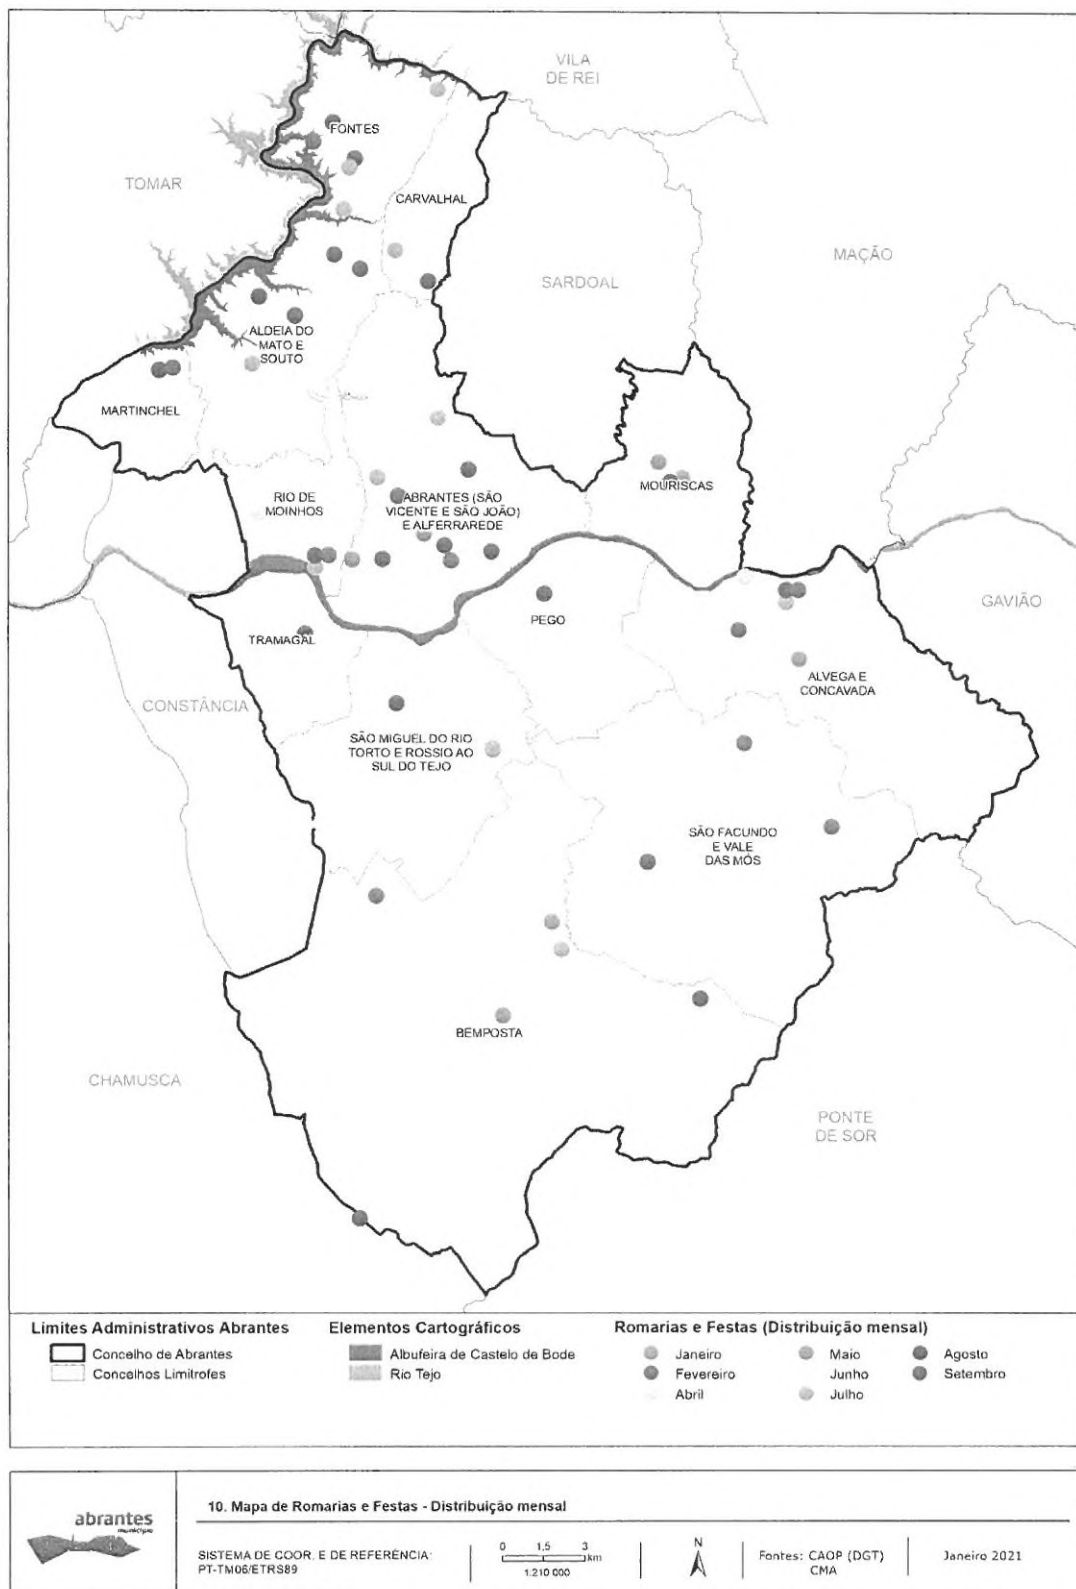 VILA
DE REI
FONTES
TOMAR
CARVALHAL
SARDOAL
MAÇÃO
ALDEIA DO
MATO E
SOUTO
MARTINCHEL
RIO DE
MOINHOS
ABRANTES (SÃO
VICENTE E SÃO JOÃO)
E ALFERRAREDE
MOURISCAS
GAVIÃO
PEGO
TRAMAGAL
ALVEGA E
CONCAVADA
CONSTÂNCIA
SÃO MIGUEL DO RIO
TORTO E ROSSIO AO
SUL DO TEJO
SÃO FACUNDO
E VALE
DAS MÓS
BEMPOSTA
CHAMUSCA
PONTE
DE SOR
Limites Administrativos Abrantes
Concelho de Abrantes
Concelhos Limitrofes
Elementos Cartográficos
Albufeira de Castelo de Bode
Rio Tejo
Romarias e Festas (Distribuição mensal)
Janeiro
Fevereiro
Abril
Maio
Junho
Julho
Agosto
Setembro
abrantes
município
10. Mapa de Romarias e Festas - Distribuição mensal
SISTEMA DE COOR. E DE REFERÊNCIA:
PT-TM06/ETRS89
0 1,5 3
km
1:210 000
N
Fontes: CAOP (DGT)
CMA
Janeiro 2021